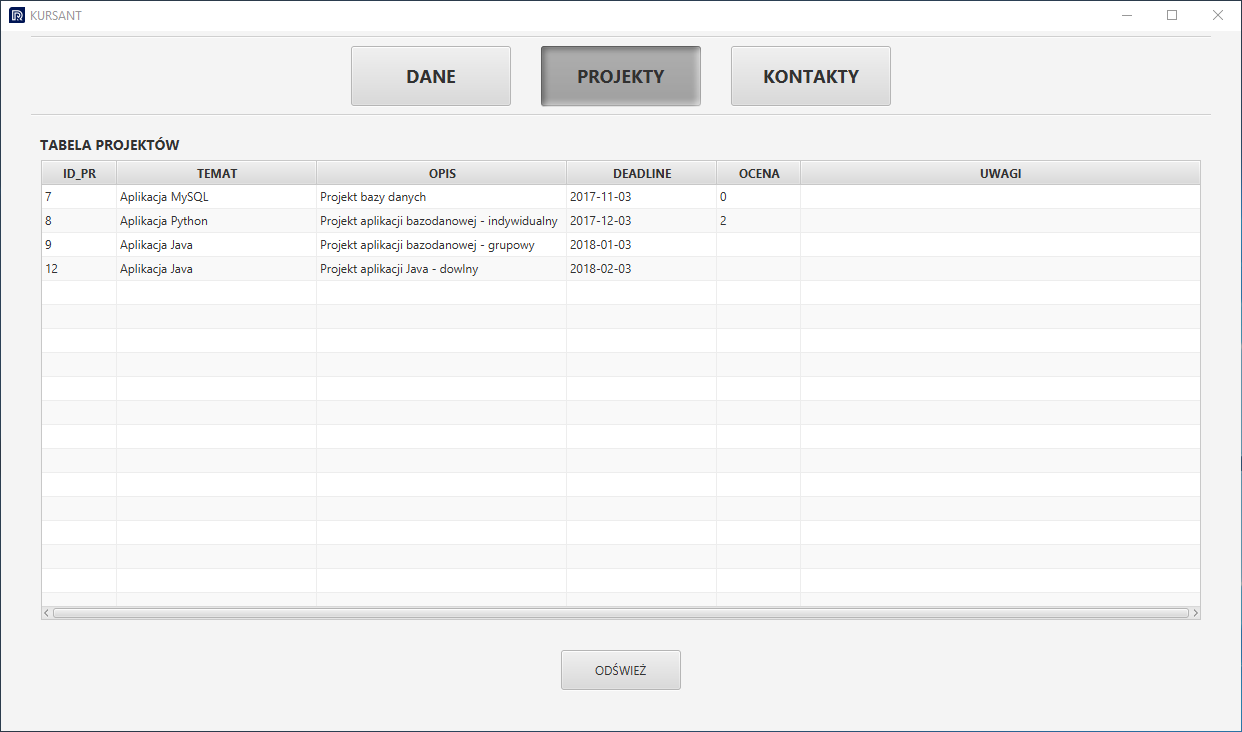 KURSANT
DANE PROJEKTY KONTAKTY
TABELA PROJEKTÓW
ID_PR TEMAT OPIS DEADLINE OCENA UWAGI
7 Aplikacja MySQL Projekt bazy danych 2017-11-03 0
8 Aplikacja Python Projekt aplikacji bazodanowej - indywidualny 2017-12-03 2
9 Aplikacja Java Projekt aplikacji bazodanowej - grupowy 2018-01-03
12 Aplikacja Java Projekt aplikacji Java - dowlny 2018-02-03
ODŚWIEŻ